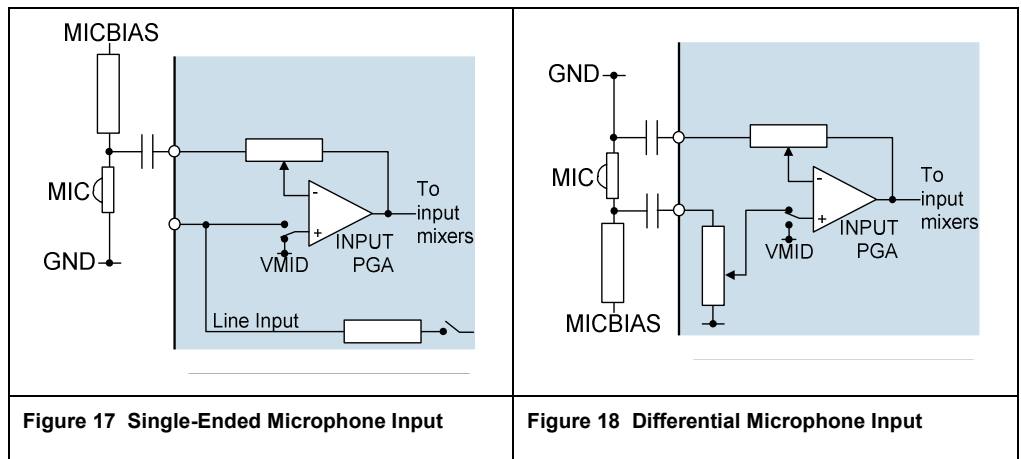 MICBIAS
MIC
GND
-
+
VMID
INPUT
PGA
To
input
mixers
Line Input
Figure 17 Single-Ended Microphone Input
GND
MIC
MICBIAS
-
+
VMID
INPUT
PGA
To
input
mixers
Figure 18 Differential Microphone Input